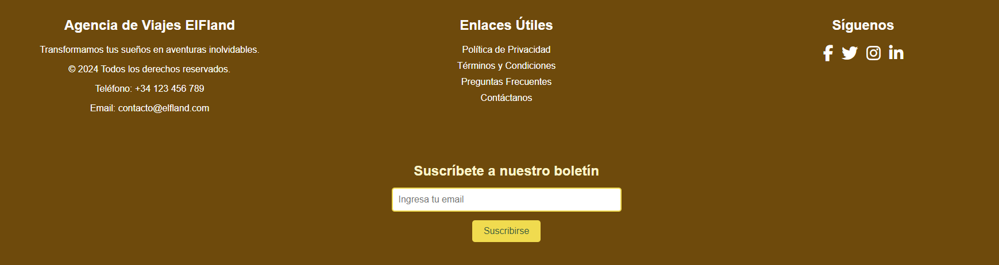 Agencia de Viajes ElFland
Transformamos tus sueños en aventuras inolvidables.
© 2024 Todos los derechos reservados.
Teléfono: +34 123 456 789
Email: contacto@elfland.com
Enlaces Útiles
Política de Privacidad
Términos y Condiciones
Preguntas Frecuentes
Contáctanos
Síguenos
Suscríbete a nuestro boletín
Ingresa tu email
Suscribirse